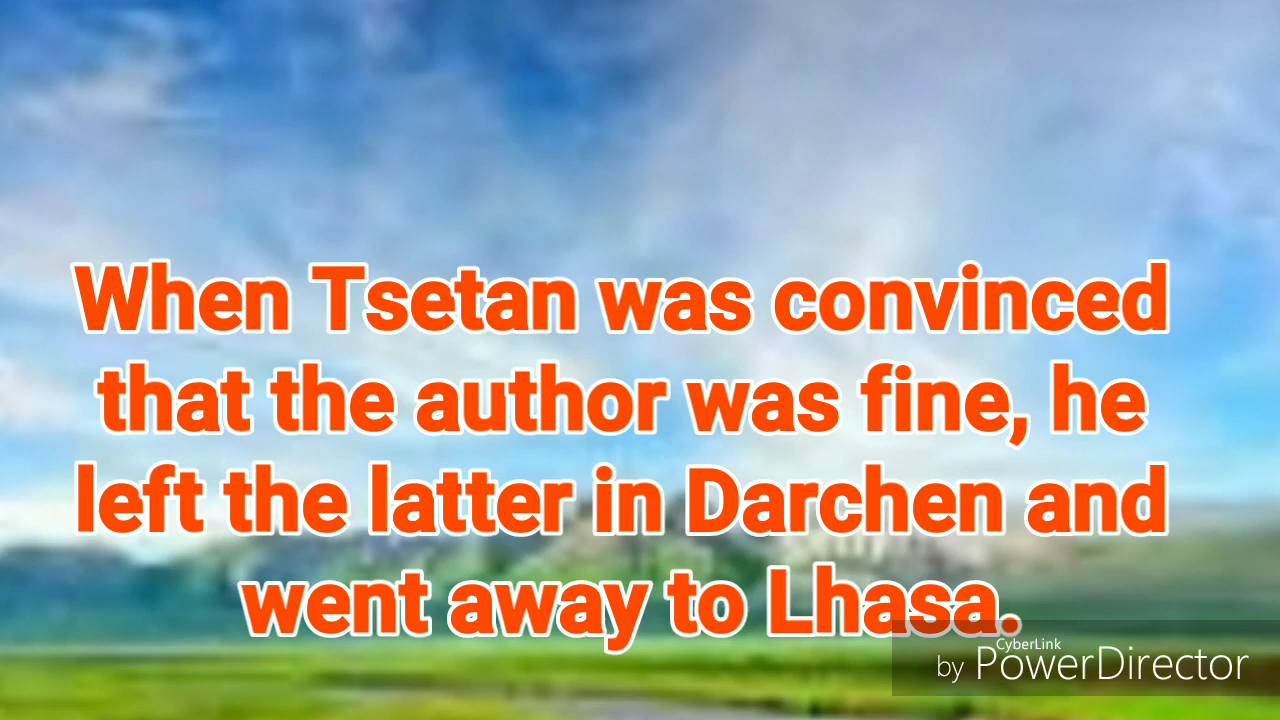 When Tsetan was convinced
that the author was fine, he
left the latter in Darchen and
went away to Lhasa.
CyberLink
by PowerDirector